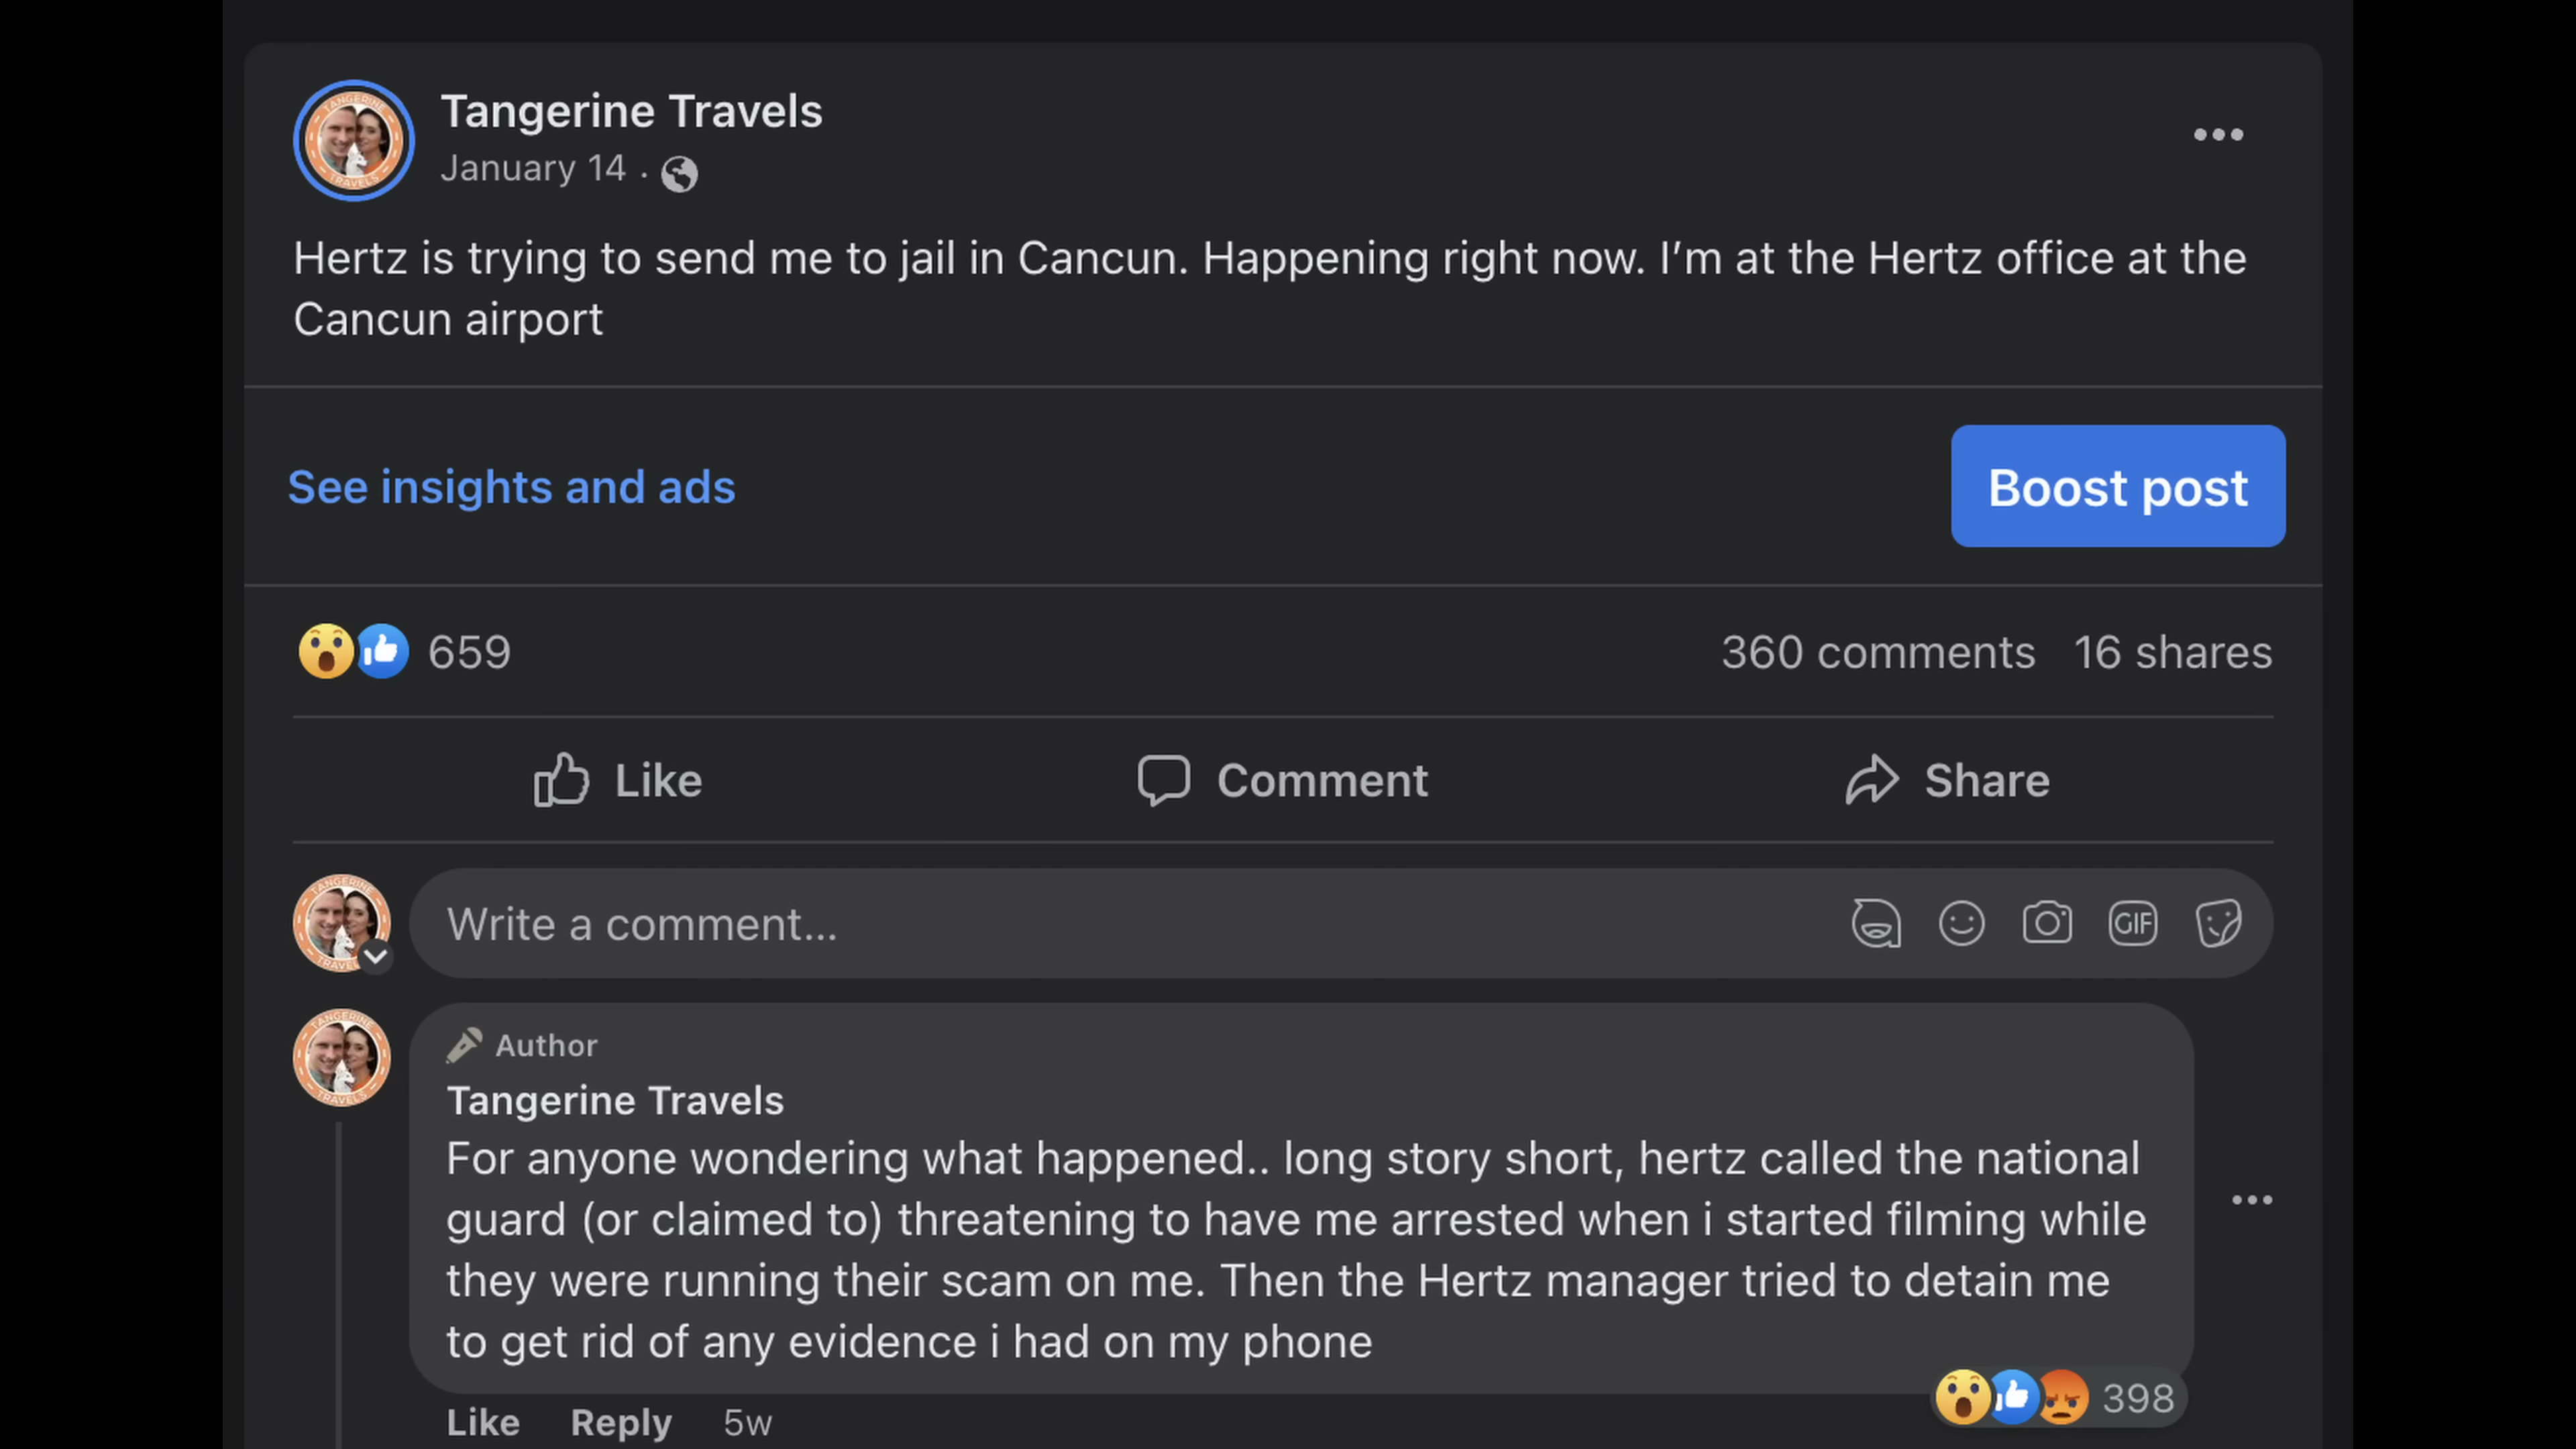 Tangerine Travels
January 14 ·
Hertz is trying to send me to jail in Cancun. Happening right now. I’m at the Hertz office at the
Cancun airport
See insights and ads
Boost post
659
360 comments 16 shares
Like Comment Share
TANGERINE
TRAVELS
Write a comment...
GIF
Author
Tangerine Travels
For anyone wondering what happened.. long story short, hertz called the national
guard (or claimed to) threatening to have me arrested when i started filming while
they were running their scam on me. Then the Hertz manager tried to detain me
to get rid of any evidence i had on my phone
398
Like Reply 5w